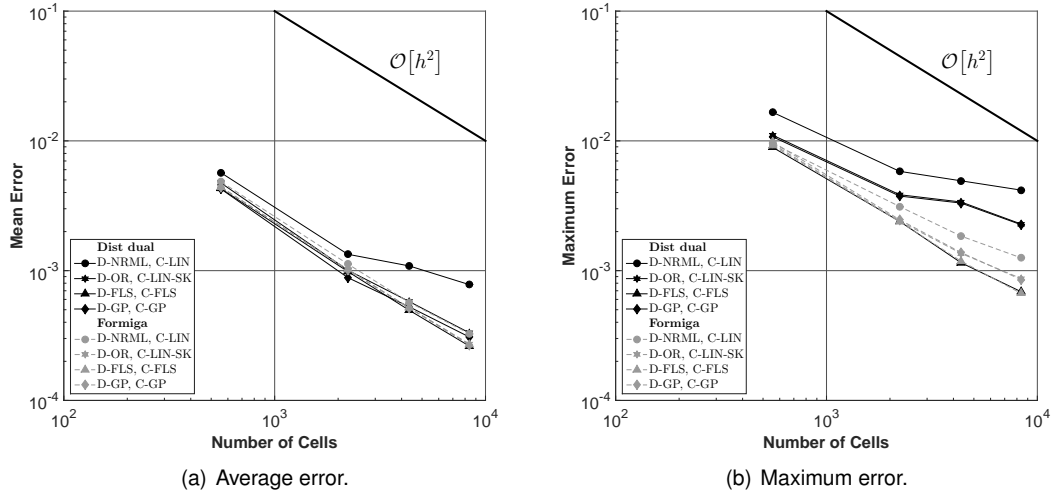 10^-1
10^-2
10^-3
10^-4
Mean Error
O[h^2]
Dist dual
D-NRML, C-LIN
D-OR, C-LIN-SK
D-FLS, C-FLS
D-GP, C-GP
Formiga
D-NRML, C-LIN
D-OR, C-LIN-SK
D-FLS, C-FLS
D-GP, C-GP
10^2 10^3 10^4
Number of Cells
(a) Average error.
10^-1
10^-2
10^-3
10^-4
Maximum Error
O[h^2]
Dist dual
D-NRML, C-LIN
D-OR, C-LIN-SK
D-FLS, C-FLS
D-GP, C-GP
Formiga
D-NRML, C-LIN
D-OR, C-LIN-SK
D-FLS, C-FLS
D-GP, C-GP
10^2 10^3 10^4
Number of Cells
(b) Maximum error.